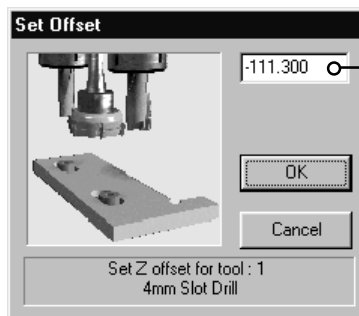 Set Offset
-111.300
OK
Cancel
Set Z offset for tool : 1
4mm Slot Drill